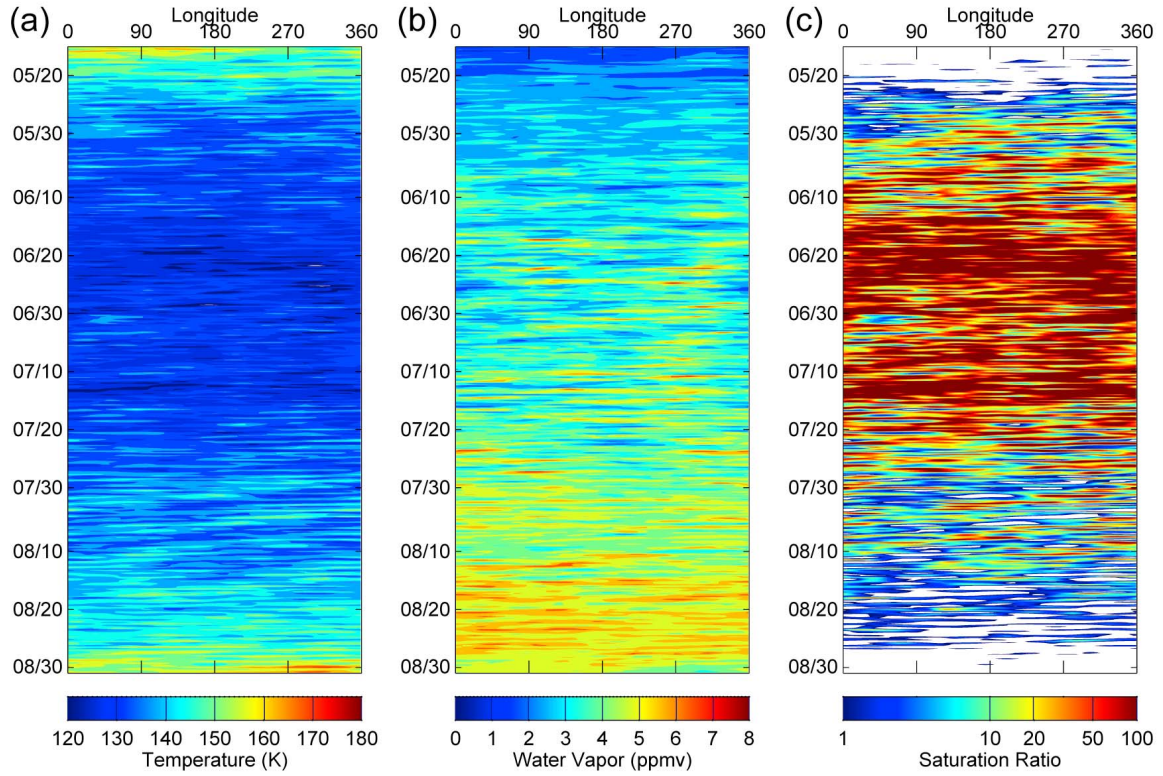 (a) Longitude
0 90 180 270 360
05/20
05/30
06/10
06/20
06/30
07/10
07/20
07/30
08/10
08/20
08/30
120 130 140 150 160 170 180
Temperature (K)
(b) Longitude
0 90 180 270 360
05/20
05/30
06/10
06/20
06/30
07/10
07/20
07/30
08/10
08/20
08/30
0 1 2 3 4 5 6 7 8
Water Vapor (ppmv)
(c) Longitude
0 90 180 270 360
05/20
05/30
06/10
06/20
06/30
07/10
07/20
07/30
08/10
08/20
08/30
1 10 20 50 100
Saturation Ratio